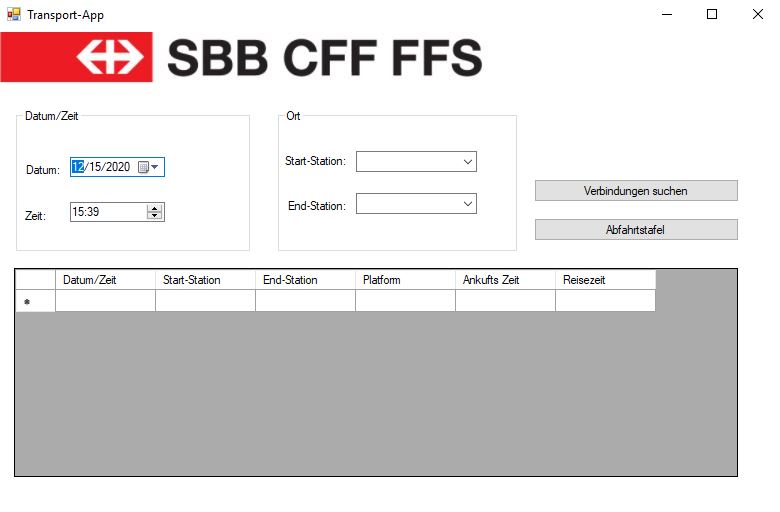 Transport-App
SBB CFF FFS
Datum/Zeit
Datum: 12/15/2020
Zeit: 15:39
Ort
Start-Station:
End-Station:
Verbindungen suchen
Abfahrtstafel
Datum/Zeit Start-Station End-Station Platform Ankufts Zeit Reisezeit